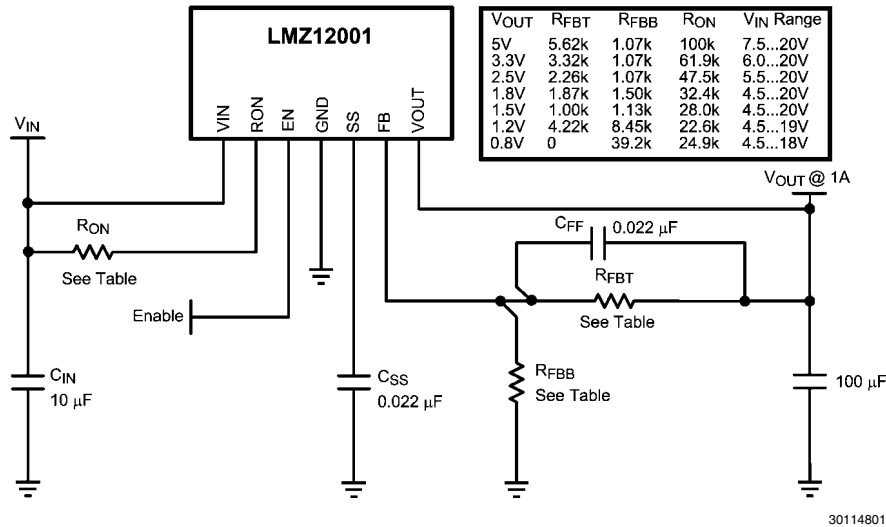 LMZ12001
VIN
RON
EN
GND
SS
FB
VOUT
VOUT RFBT RFBB RON VIN Range
5V 5.62k 1.07k 100k 7.5...20V
3.3V 3.32k 1.07k 61.9k 6.0...20V
2.5V 2.26k 1.07k 47.5k 5.5...20V
1.8V 1.87k 1.50k 32.4k 4.5...20V
1.5V 1.00k 1.13k 28.0k 4.5...20V
1.2V 4.22k 8.45k 22.6k 4.5...19V
0.8V 0 39.2k 24.9k 4.5...18V
VIN
VOUT @ 1A
RON
See Table
CFF 0.022 µF
RFBT
See Table
Enable
CIN
10 µF
CSS
0.022 µF
RFBB
See Table
100 µF
30114801